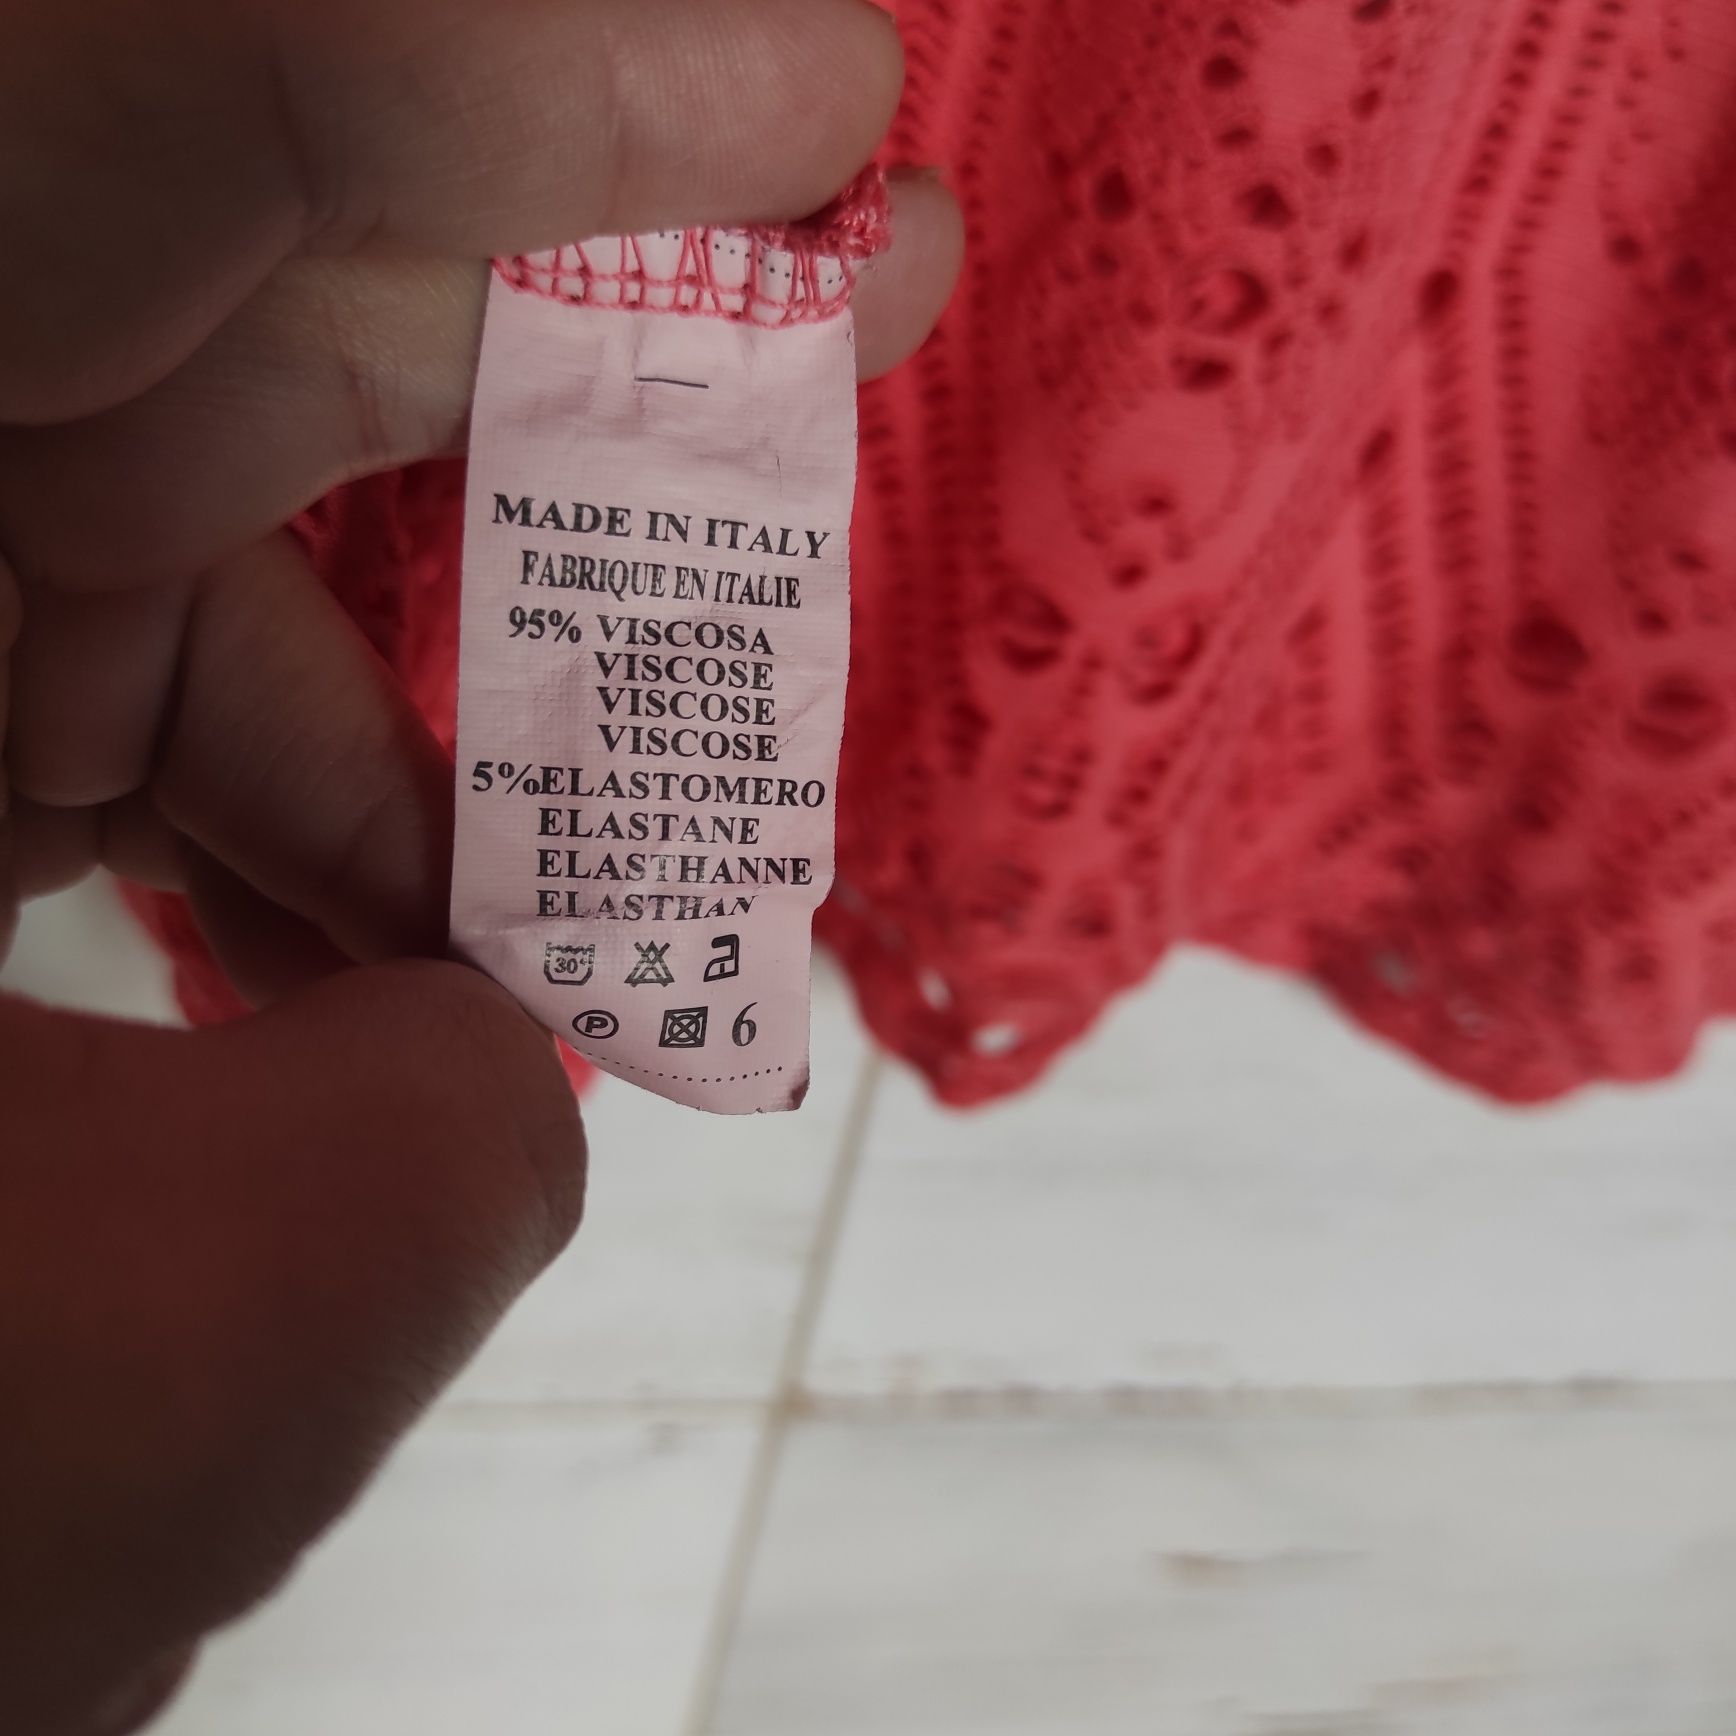 MADE IN ITALY
FABRIQUE EN ITALIE
95% VISCOSA
VISCOSE
VISCOSE
VISCOSE
5%ELASTOMERO
ELASTANE
ELASTHANNE
ELASTHAN
30°
P 6